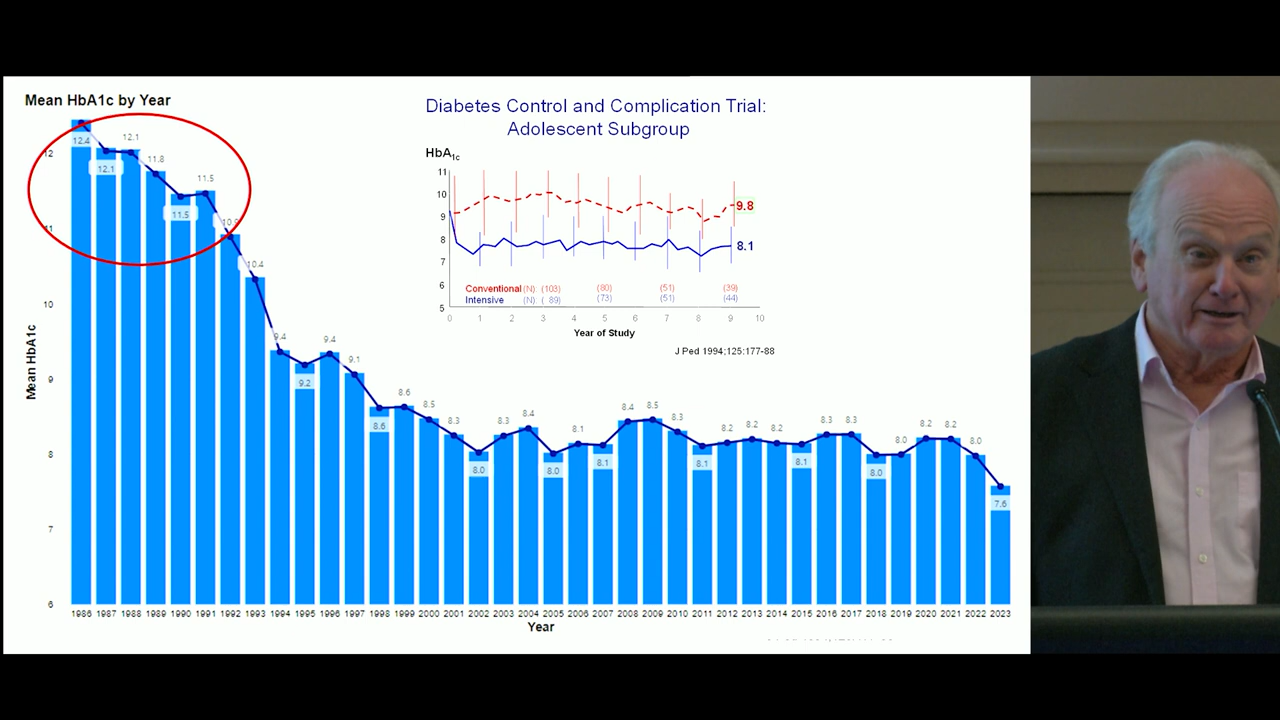 Mean HbA1c by Year
Diabetes Control and Complication Trial:
Adolescent Subgroup
HbA1c
11
10
9
8
7
6
5
9.8
8.1
Conventional (N): (103) (80) (51) (39)
Intensive (N): ( 89) (73) (51) (44)
0 1 2 3 4 5 6 7 8 9 10
Year of Study
J Ped 1994;125:177-88
Mean HbA1c
12
11
10
9
8
7
6
12.4 12.1 12.1 11.8 11.5 11.5 10.9 10.4 9.4 9.2 9.4 9.1 8.6 8.6 8.5 8.3 8.0 8.3 8.4 8.0 8.1 8.1 8.4 8.5 8.3 8.1 8.2 8.2 8.2 8.1 8.3 8.3 8.0 8.0 8.2 8.2 8.0 7.6
1986 1987 1988 1989 1990 1991 1992 1993 1994 1995 1996 1997 1998 1999 2000 2001 2002 2003 2004 2005 2006 2007 2008 2009 2010 2011 2012 2013 2014 2015 2016 2017 2018 2019 2020 2021 2022 2023
Year